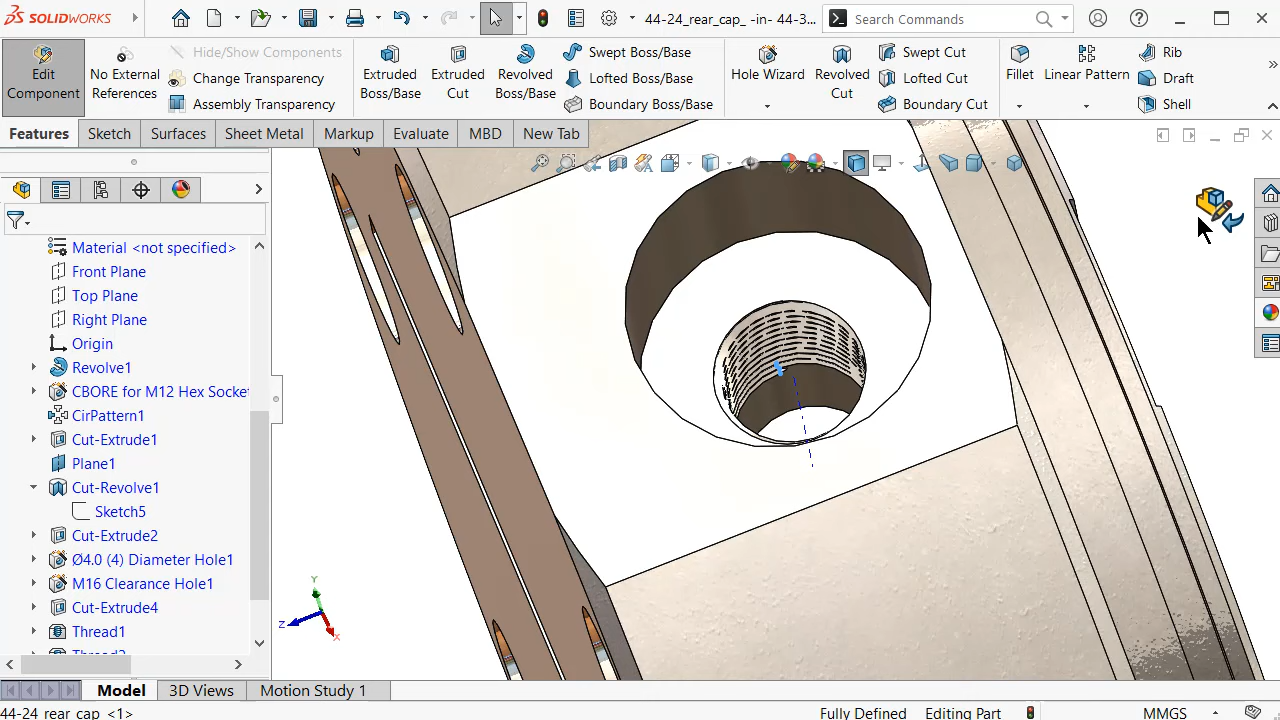 SOLIDWORKS
44-24_rear_cap_ -in- 44-3...
Search Commands
Edit Component
No External References
Hide/Show Components
Change Transparency
Assembly Transparency
Extruded Boss/Base
Extruded Cut
Revolved Boss/Base
Swept Boss/Base
Lofted Boss/Base
Boundary Boss/Base
Hole Wizard
Revolved Cut
Swept Cut
Lofted Cut
Boundary Cut
Fillet
Linear Pattern
Rib
Draft
Shell
Features
Sketch
Surfaces
Sheet Metal
Markup
Evaluate
MBD
New Tab
Material <not specified>
Front Plane
Top Plane
Right Plane
Origin
Revolve1
CBORE for M12 Hex Socke
CirPattern1
Cut-Extrude1
Plane1
Cut-Revolve1
Sketch5
Cut-Extrude2
Ø4.0 (4) Diameter Hole1
M16 Clearance Hole1
Cut-Extrude4
Thread1
Y
Z
X
Model
3D Views
Motion Study 1
44-24_rear_cap_<1>
Fully Defined
Editing Part
MMGS